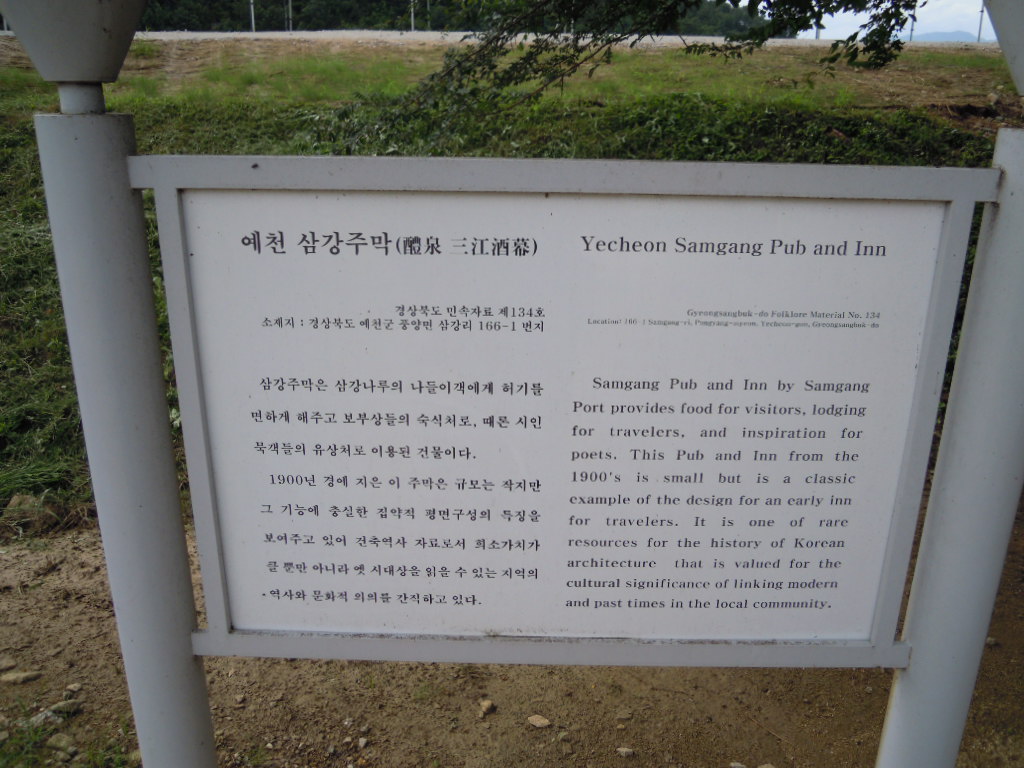 예천 삼강주막(醴泉 三江酒幕)
경상북도 민속자료 제134호
소재지 : 경상북도 예천군 풍양면 삼강리 166-1 번지
삼강주막은 삼강나루의 나들이객에게 허기를
면하게 해주고 보부상들의 숙식처로, 때론 시인
묵객들의 유상처로 이용된 건물이다.
1900년 경에 지은 이 주막은 규모는 작지만
그 기능에 충실한 집약적 평면구성의 특징을
보여주고 있어 건축역사 자료로서 희소가치가
클 뿐만 아니라 옛 시대상을 읽을 수 있는 지역의
역사와 문화적 의의를 간직하고 있다.
Yecheon Samgang Pub and Inn
Gyeongsangbuk-do Folklore Material No. 134
Location: 166-1 Samgang-ri, Pungyang-myeon, Yecheon-gun, Gyeongsangbuk-do
Samgang Pub and Inn by Samgang
Port provides food for visitors, lodging
for travelers, and inspiration for
poets. This Pub and Inn from the
1900's is small but is a classic
example of the design for an early inn
for travelers. It is one of rare
resources for the history of Korean
architecture that is valued for the
cultural significance of linking modern
and past times in the local community.